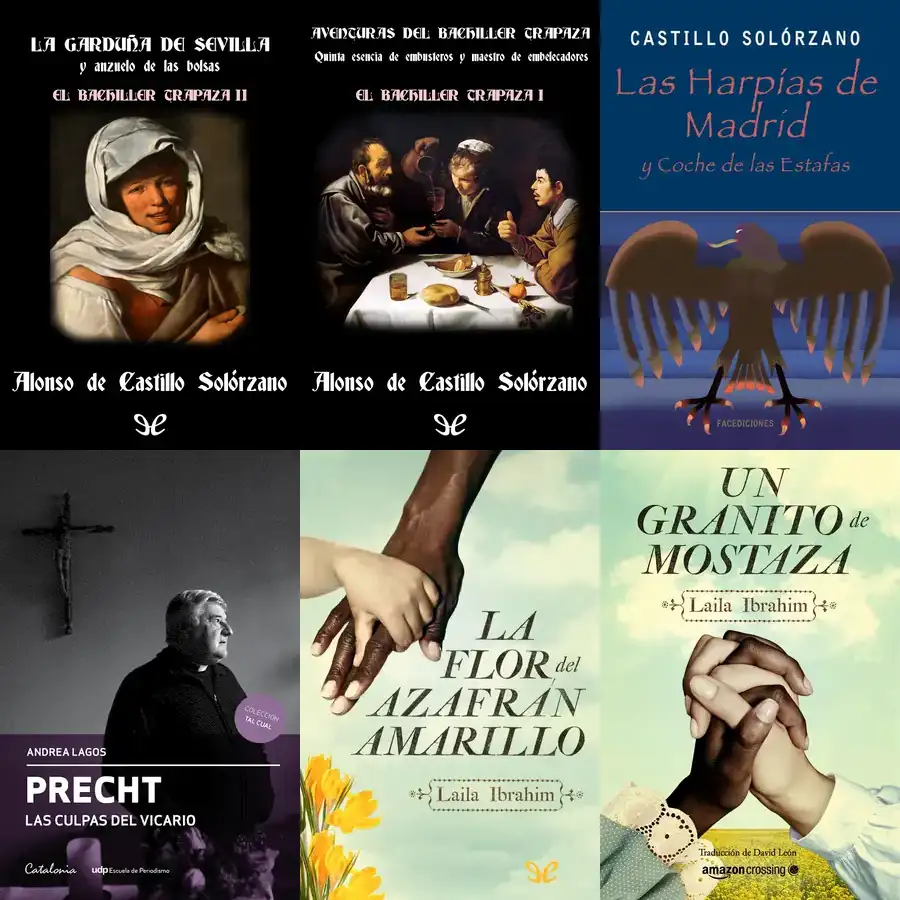 LA GARDUÑA DE SEVILLA
y anzuelo de las bolsas
EL BACHILLER TRAPAZA II
Alonso de Castillo Solórzano
AVENTURAS DEL BACHILLER TRAPAZA
Quinta esencia de embusteros y maestro de embelecadores
EL BACHILLER TRAPAZA I
Alonso de Castillo Solórzano
CASTILLO SOLÓRZANO
Las Harpías de
Madrid
y Coche de las Estafas
FACEDICIONES
COLECCIÓN
TAL CUAL
ANDREA LAGOS
PRECHT
LAS CULPAS DEL VICARIO
Catalonia
udp Escuela de Periodismo
LA
FLOR del
AZAFRÁN
AMARILLO
Laila Ibrahim
UN
GRANITO de
MOSTAZA
Laila Ibrahim
Traducción de David León
amazoncrossing